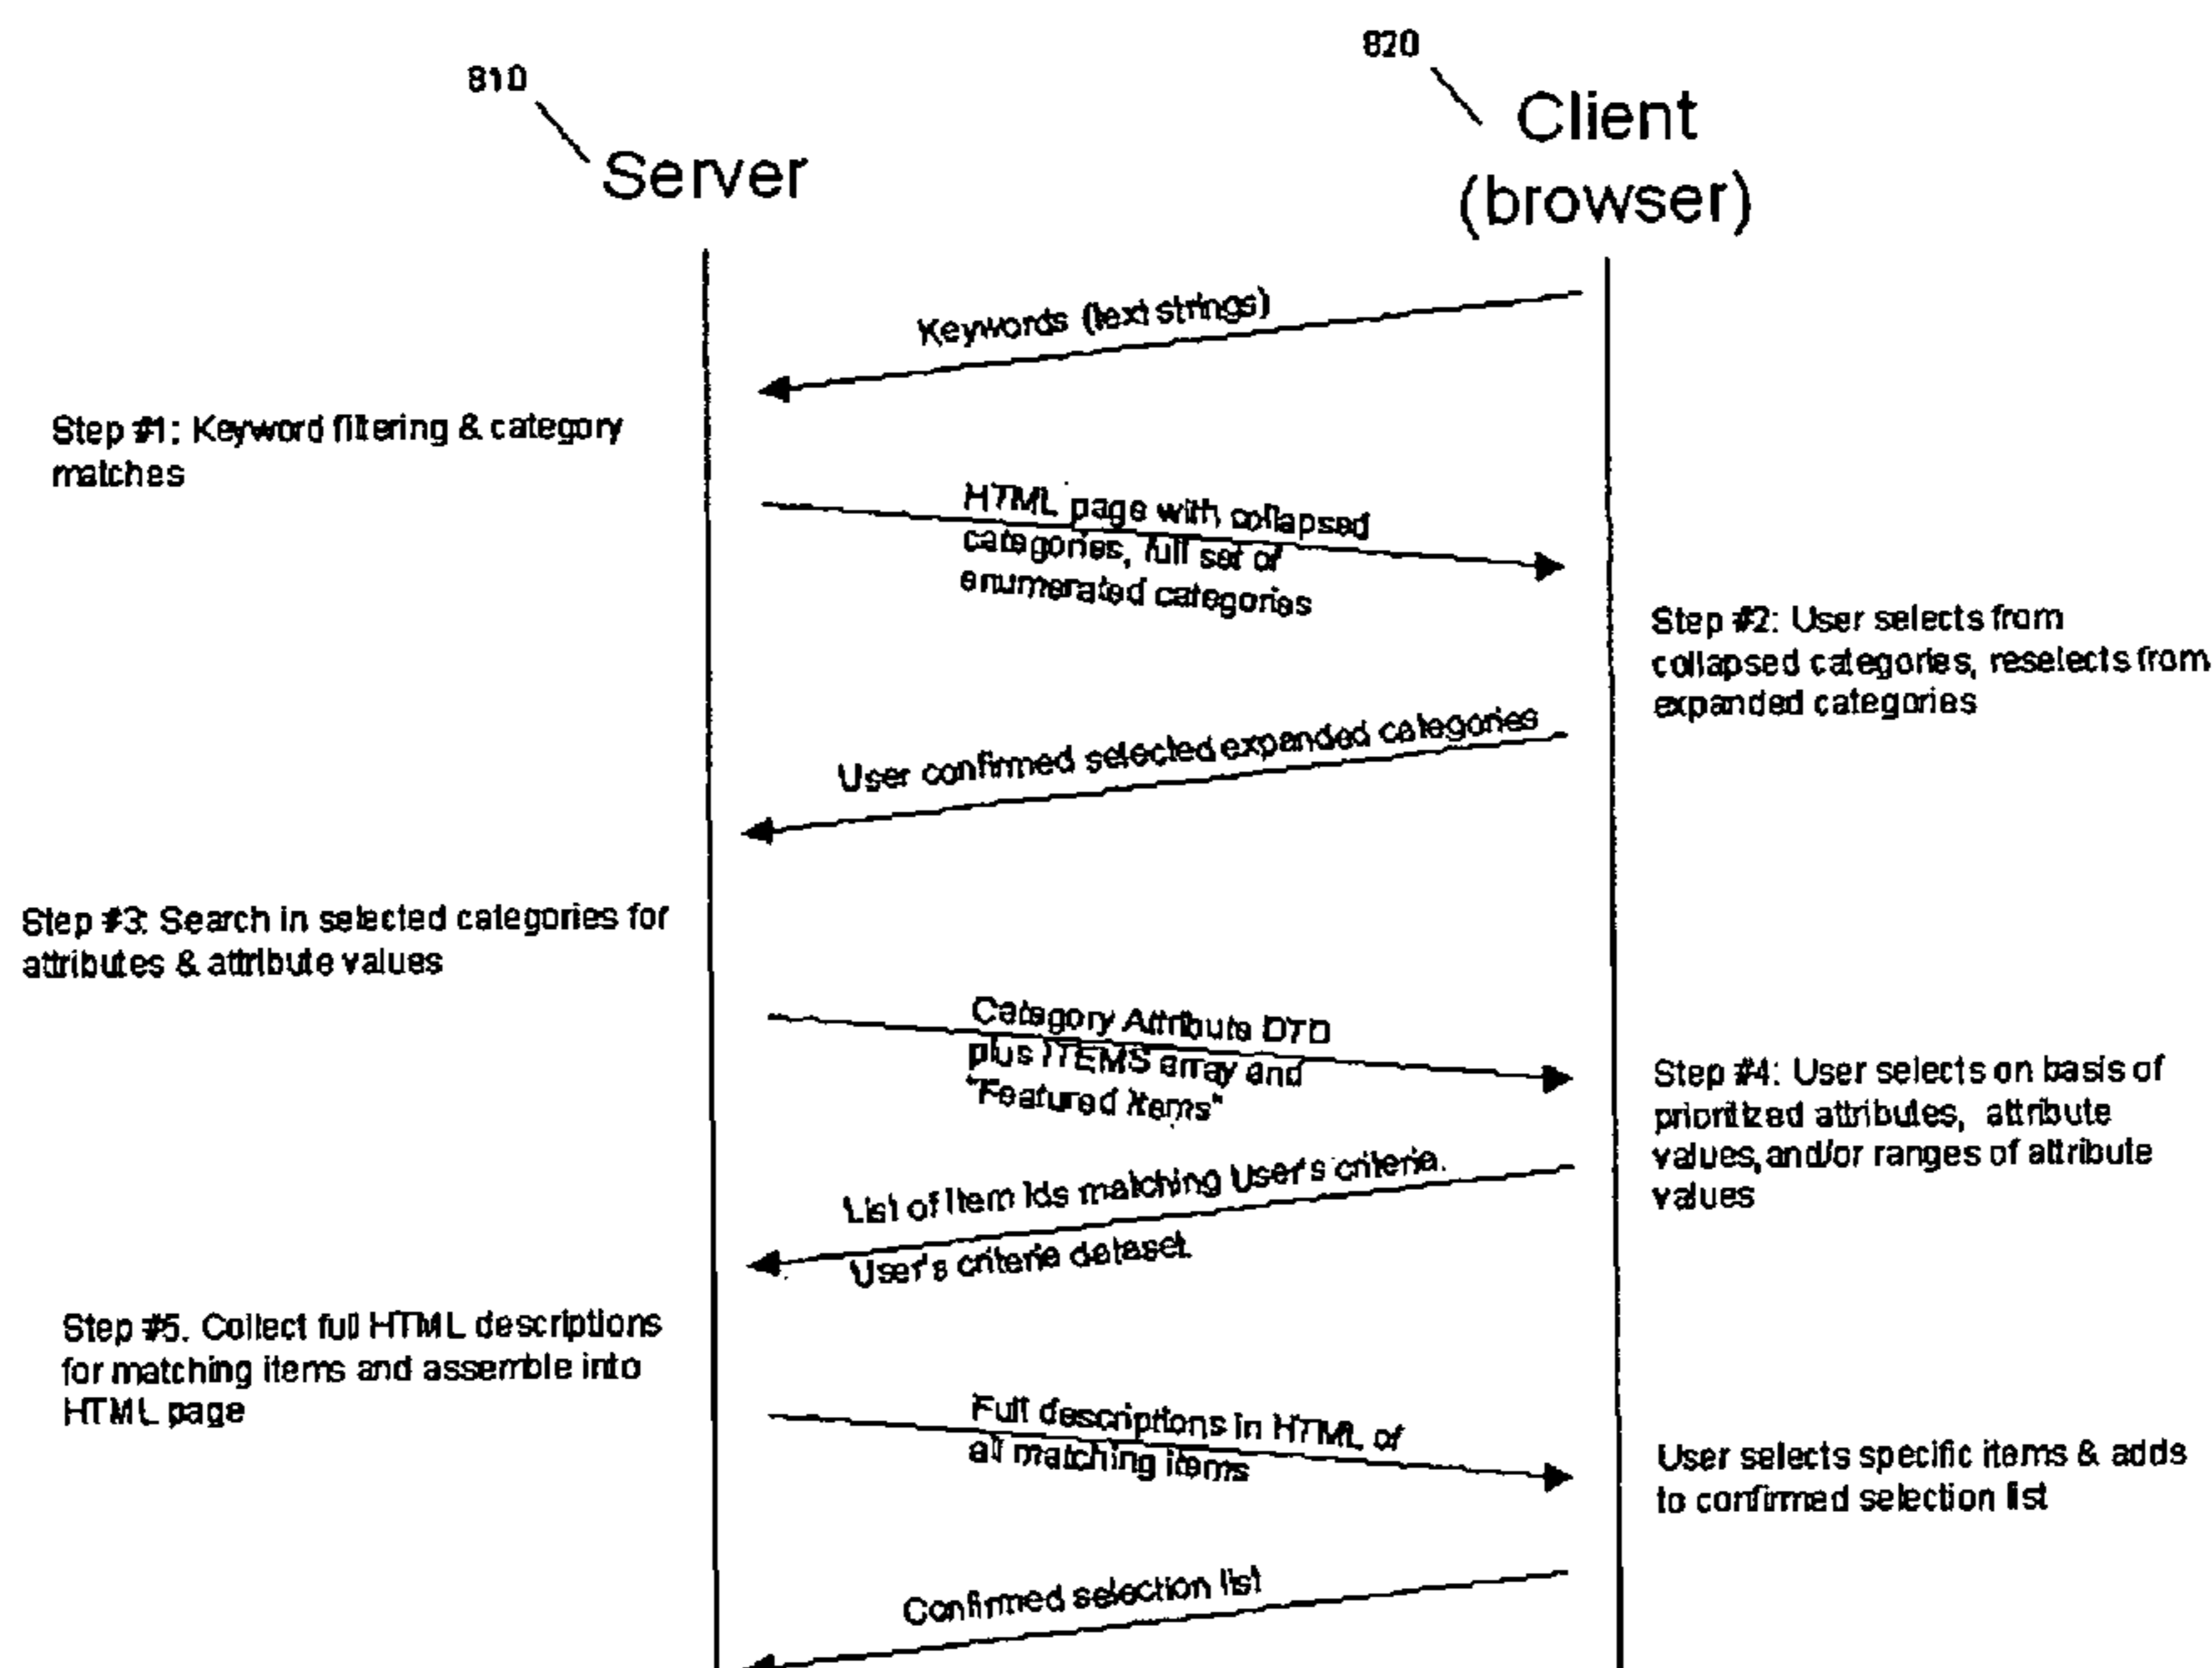 810
820
Server
Client
(browser)
Keywords (text strings)
Step #1: Keyword filtering & category
matches
HTML page with collapsed
categories, full set of
enumerated categories
Step #2: User selects from
collapsed categories, reselects from
expanded categories
User confirmed selected expanded categories
Step #3: Search in selected categories for
attributes & attribute values
Category Attribute DTD
plus ITEMS array and
"Featured Items"
Step #4: User selects on basis of
prioritized attributes, attribute
values, and/or ranges of attribute
values
List of Item Ids matching User's criteria.
User's criteria dataset.
Step #5. Collect full HTML descriptions
for matching items and assemble into
HTML page
Full descriptions in HTML of
all matching items
User selects specific items & adds
to confirmed selection list
Confirmed selection list